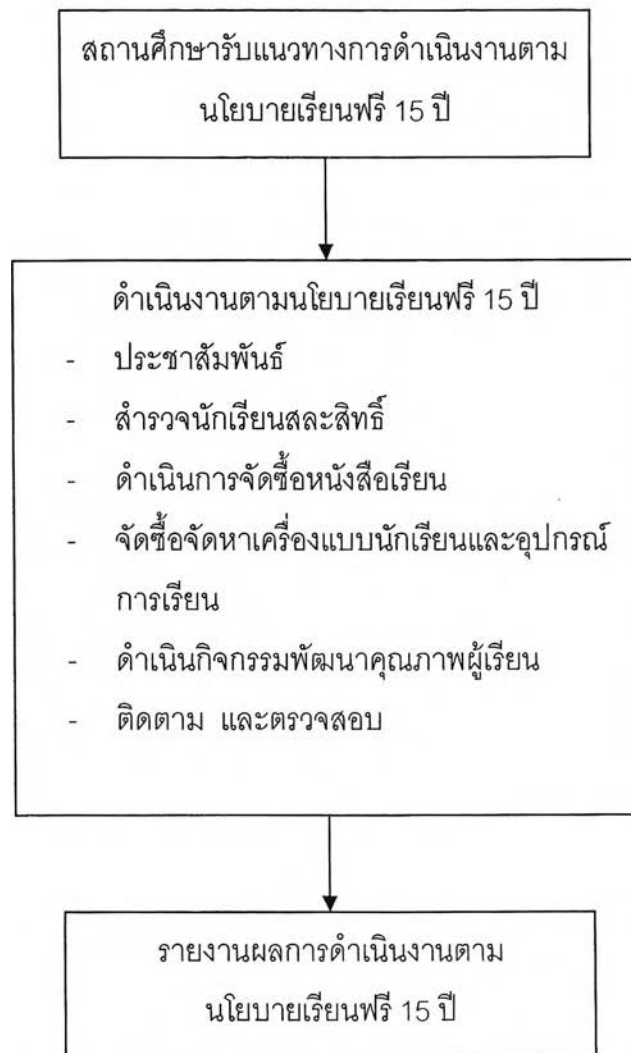 สถานศึกษารับแนวทางการดำเนินงานตาม
นโยบายเรียนฟรี 15 ปี
ดำเนินงานตามนโยบายเรียนฟรี 15 ปี
- ประชาสัมพันธ์
- สำรวจนักเรียนสละสิทธิ์
- ดำเนินการจัดซื้อหนังสือเรียน
- จัดซื้อจัดหาเครื่องแบบนักเรียนและอุปกรณ์
การเรียน
- ดำเนินกิจกรรมพัฒนาคุณภาพผู้เรียน
- ติดตาม และตรวจสอบ
รายงานผลการดำเนินงานตาม
นโยบายเรียนฟรี 15 ปี